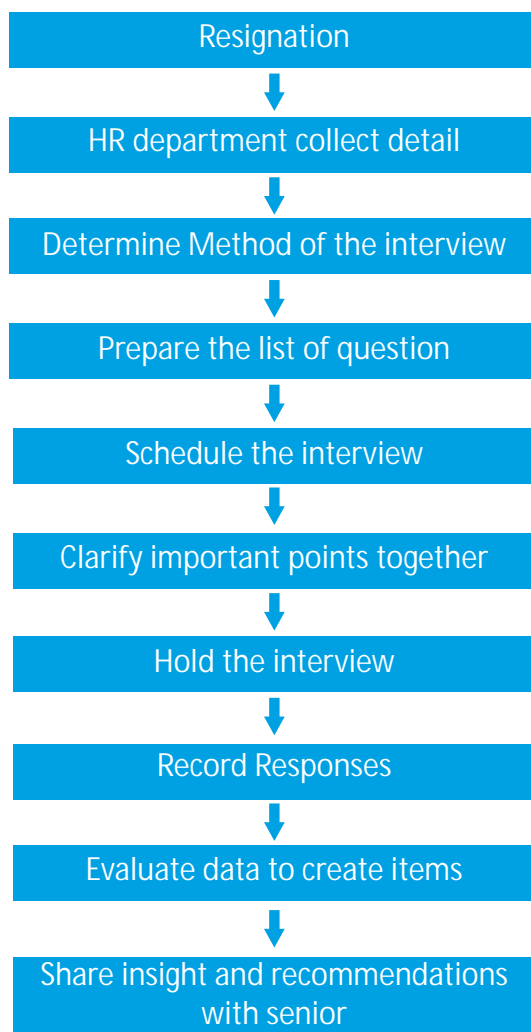 Resignation
HR department collect detail
Determine Method of the interview
Prepare the list of question
Schedule the interview
Clarify important points together
Hold the interview
Record Responses
Evaluate data to create items
Share insight and recommendations
with senior